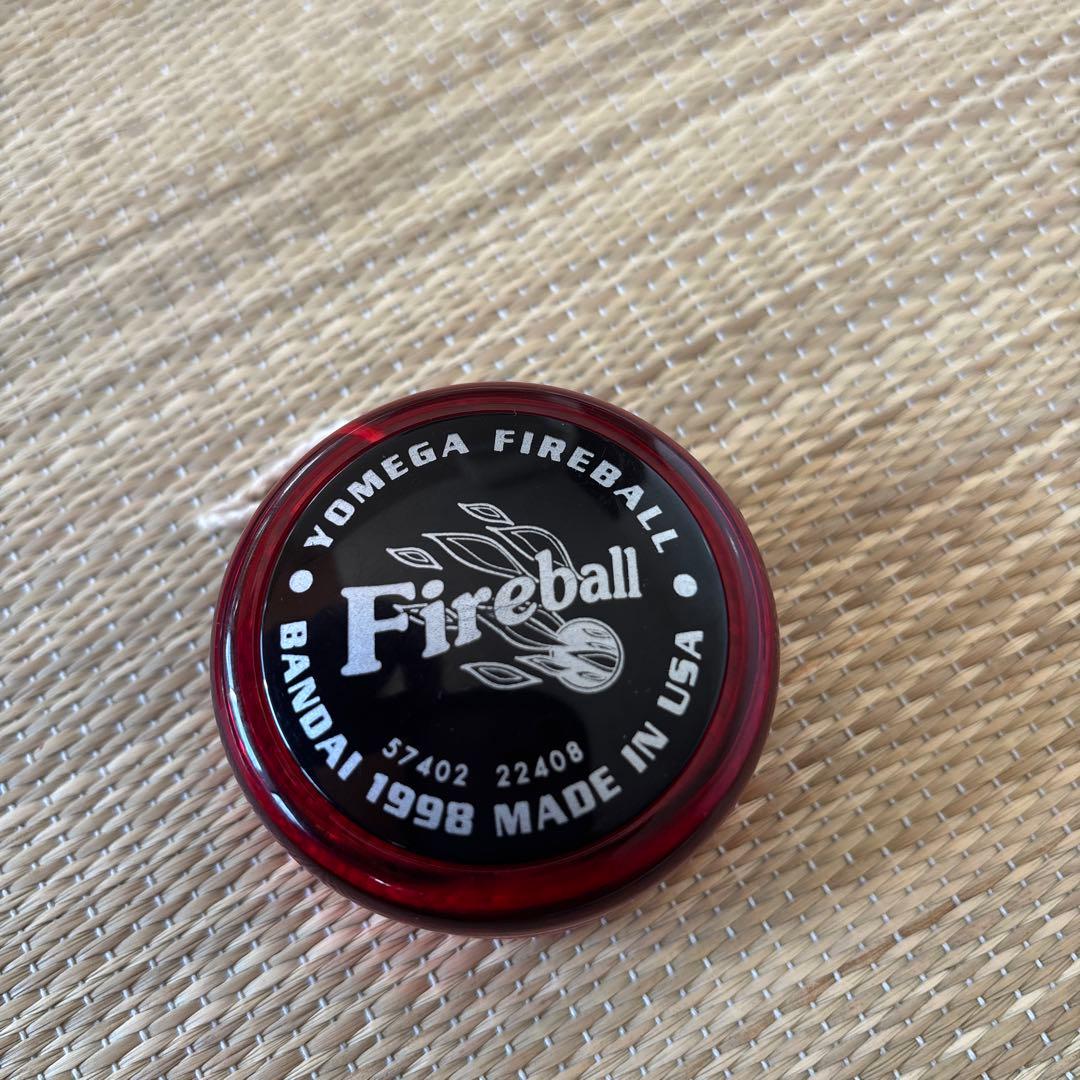 YOMEGA FIREBALL
Fireball
57402 22408
BANDAI 1998 MADE IN USA